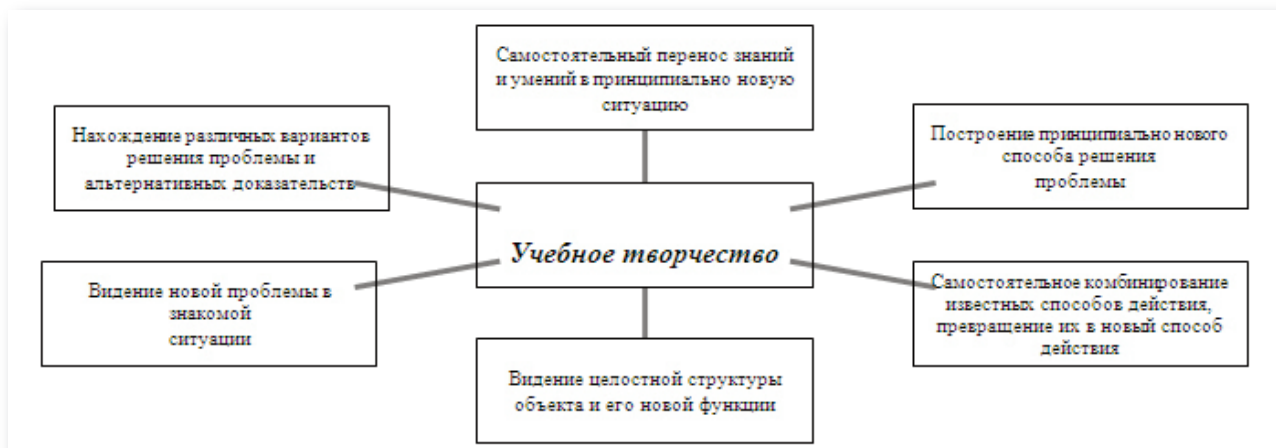 Самостоятельный перенос знаний
и умений в принципиально новую
ситуацию
Нахождение различных вариантов
решения проблемы и
альтернативных доказательств
Построение принципиально нового
способа решения
проблемы
Учебное творчество
Видение новой проблемы в
знакомой
ситуации
Самостоятельное комбинирование
известных способов действия,
превращение их в новый способ
действия
Видение целостной структуры
объекта и его новой функции